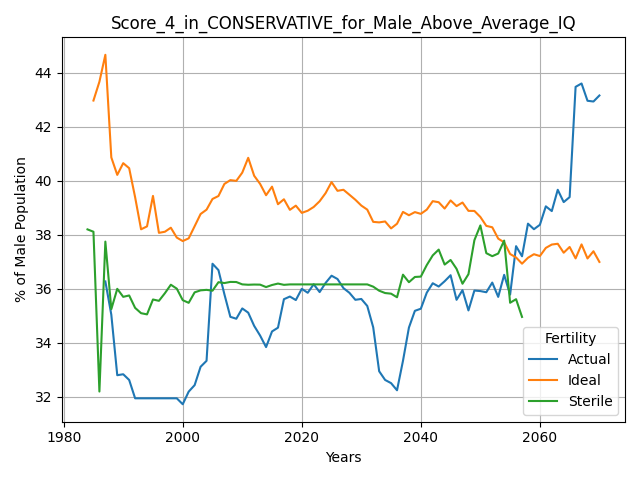 Score_4_in_CONSERVATIVE_for_Male_Above_Average_IQ
% of Male Population
44
42
40
38
36
34
32
1980
2000
2020
2040
2060
Years
Fertility
Actual
Ideal
Sterile